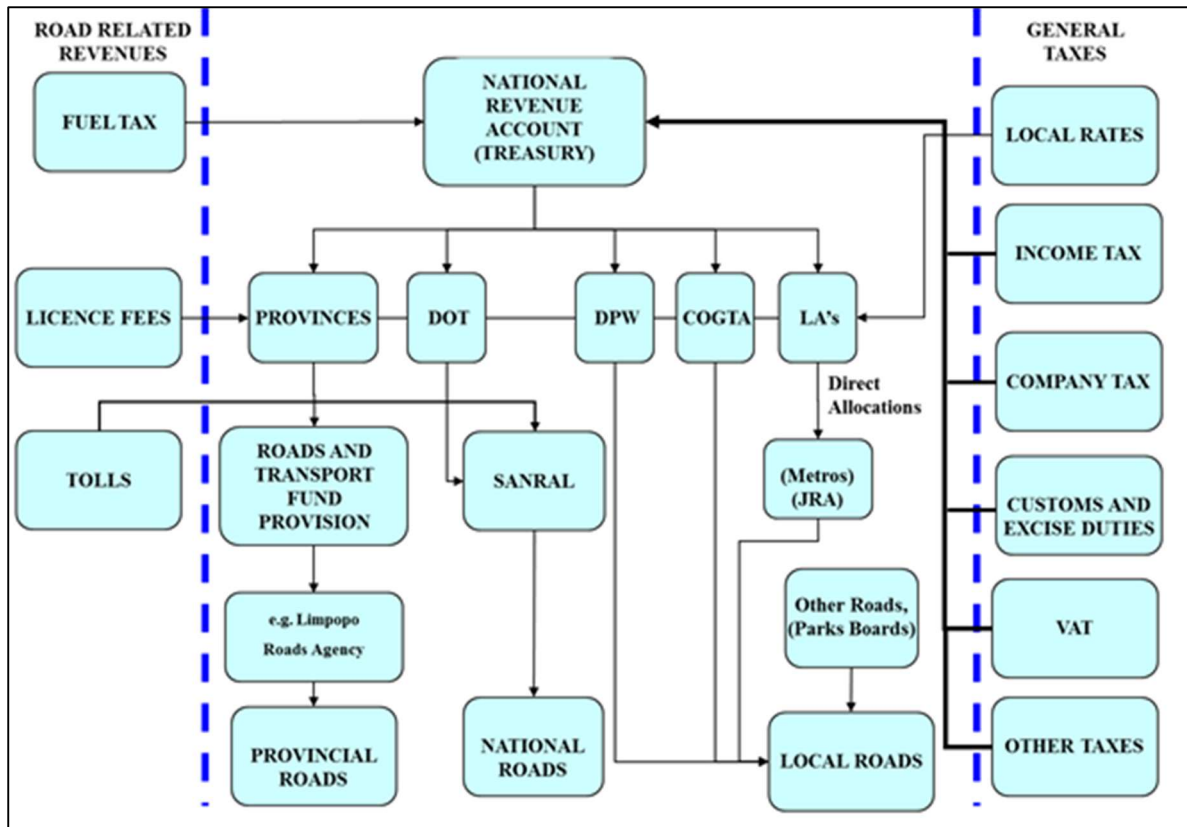 ROAD RELATED
REVENUES
GENERAL
TAXES
FUEL TAX
NATIONAL
REVENUE
ACCOUNT
(TREASURY)
LOCAL RATES
INCOME TAX
LICENCE FEES
PROVINCES
DOT
DPW
COGTA
LA's
COMPANY TAX
Direct
Allocations
TOLLS
ROADS AND
TRANSPORT
FUND
PROVISION
SANRAL
(Metros)
(JRA)
CUSTOMS AND
EXCISE DUTIES
e.g. Limpopo
Roads Agency
Other Roads,
(Parks Boards)
VAT
PROVINCIAL
ROADS
NATIONAL
ROADS
LOCAL ROADS
OTHER TAXES